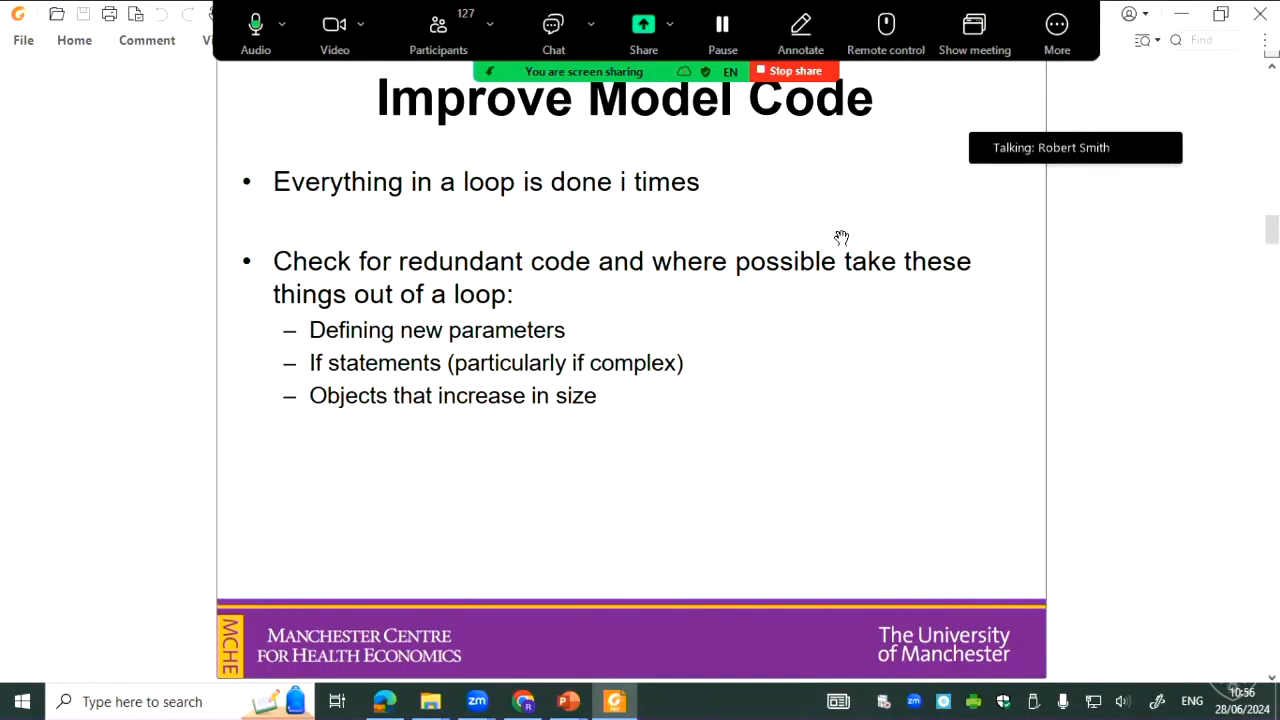 127
Audio Video Participants Chat Share Pause Annotate Remote control Show meeting More
You are screen sharing EN Stop share
File Home Comment Find
Talking: Robert Smith
Improve Model Code
• Everything in a loop is done i times
• Check for redundant code and where possible take these
things out of a loop:
– Defining new parameters
– If statements (particularly if complex)
– Objects that increase in size
MCHE
MANCHESTER CENTRE
FOR HEALTH ECONOMICS
The University
of Manchester
Type here to search
ENG
10:56
28/06/2024